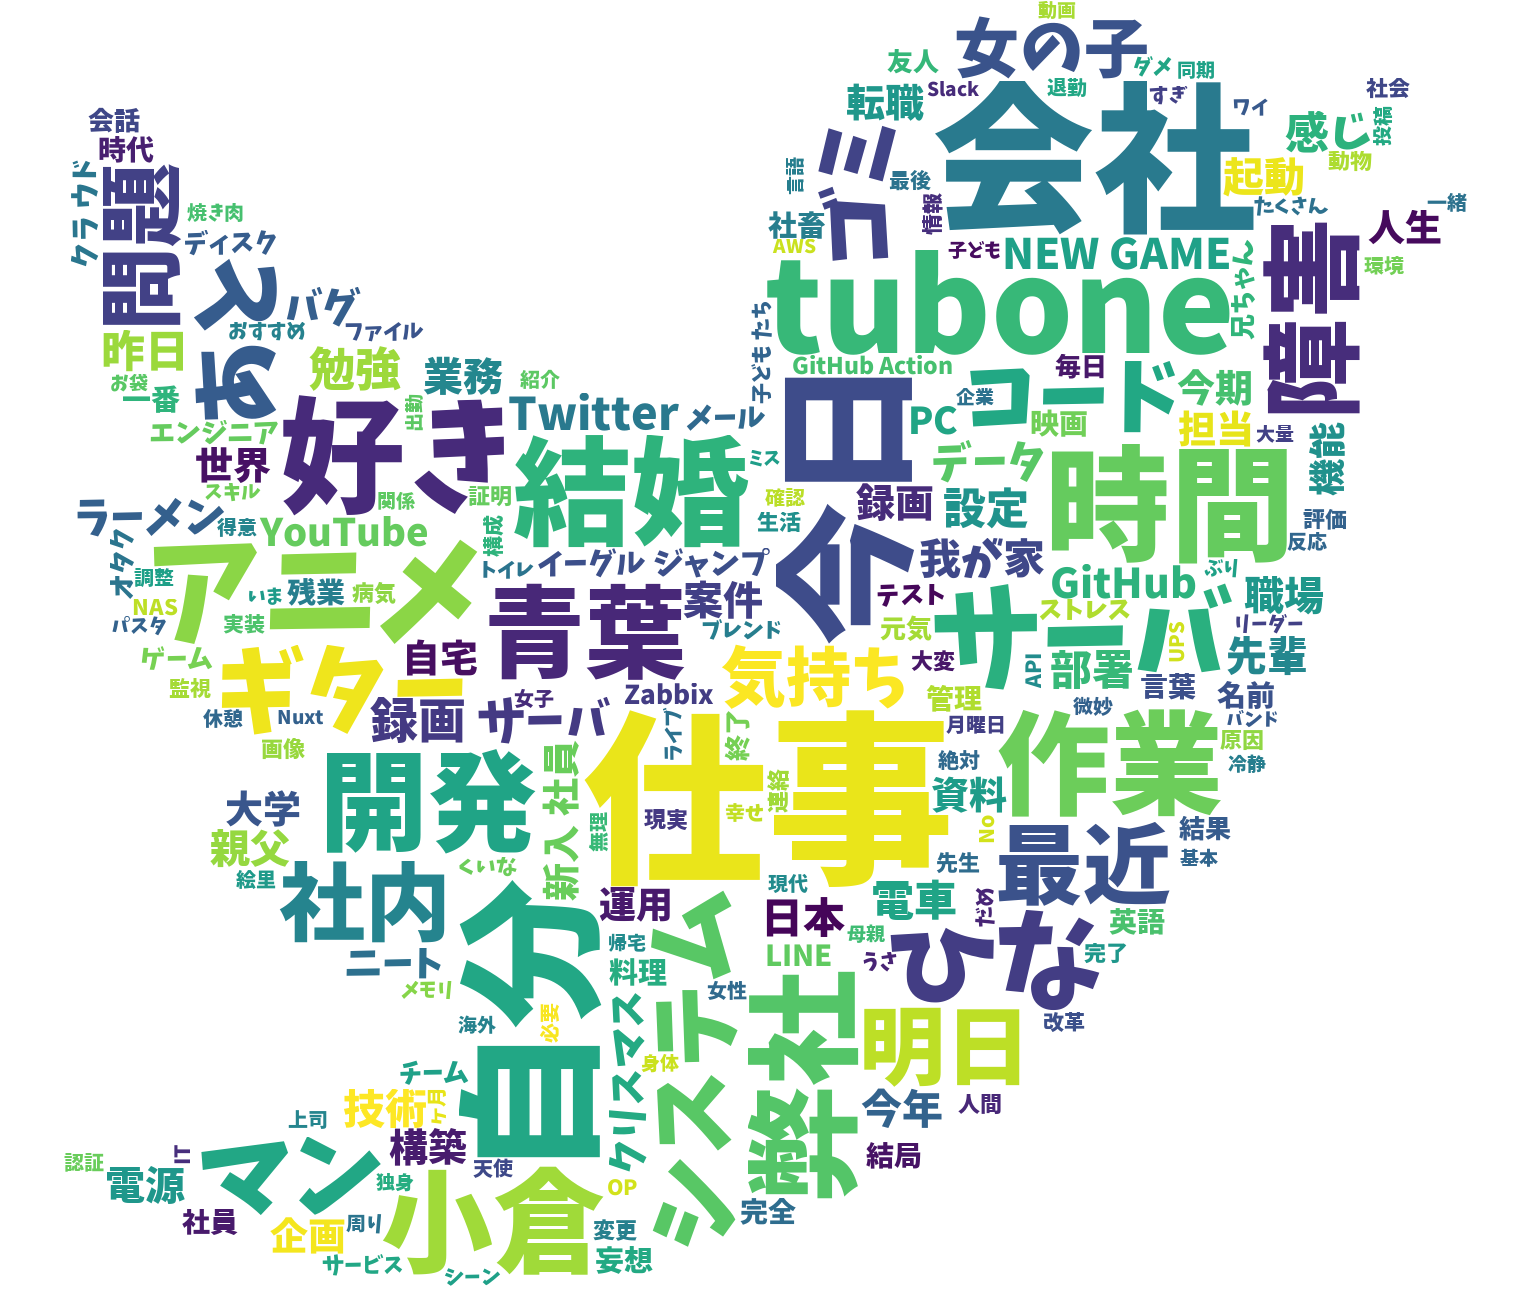 動画
女の子
友人
ダメ
同期
転職
Slack
退勤
すぎ
ワイ
社会
会社
ゴミ
感じ
投稿
動物
会話
時代
言語
最後
起動
クラウド
問題
焼き肉
社畜
情報
たくさん
一緒
人生
AWS
子ども
NEW GAME
障害
環境
ディスク
ステ
バグ
おすすめ
ファイル
tubone
兄ちゃん
昨日
勉強
業務
紹介
子どもたち
GitHub Action
毎日
お袋
一番
出勤
Twitter
メール
今日
企業
PC
コード
映画
今期
担当
大量
エンジニア
世界
好き
結婚
ミス
データ
時間
機能
スキル
関係
証明
確認
録画
設定
評価
ラーメン
得意
YouTube
構成
生活
反応
オタク
アニメ
トイレ
イーグル
ジャンプ
我が家
調整
いま
残業
病気
青葉
案件
テスト
GitHub
ぶり
職場
NAS
パスタ
実装
ブレンド
元気
サーバ
ストレス
リーダー
ゲーム
ギター
自宅
気持ち
大変
API
部署
UPS
先輩
監視
女子
Zabbix
管理
言葉
名前
休憩
Nuxt
録画
サーバ
微妙
バンド
画像
ライブ
終了
仕事
月曜日
作業
原因
開発
新入社員
絶対
冷静
大学
無理
現実
幸せ
連絡
資料
No
最近
結果
親父
くいな
先生
基本
絵里
社内
自分
運用
現代
電車
だめ
日本
母親
ひな
英語
ニート
帰宅
料理
システム
LINE
うさ
完了
メモリ
女性
弊社
海外
必要
クリスマス
明日
改革
チーム
身体
技術
ヶ月
今年
人間
上司
構築
認証
IT
マン
天使
結局
電源
独身
小倉
OP
社員
企画
周り
変更
完全
サービス
妄想
シーン